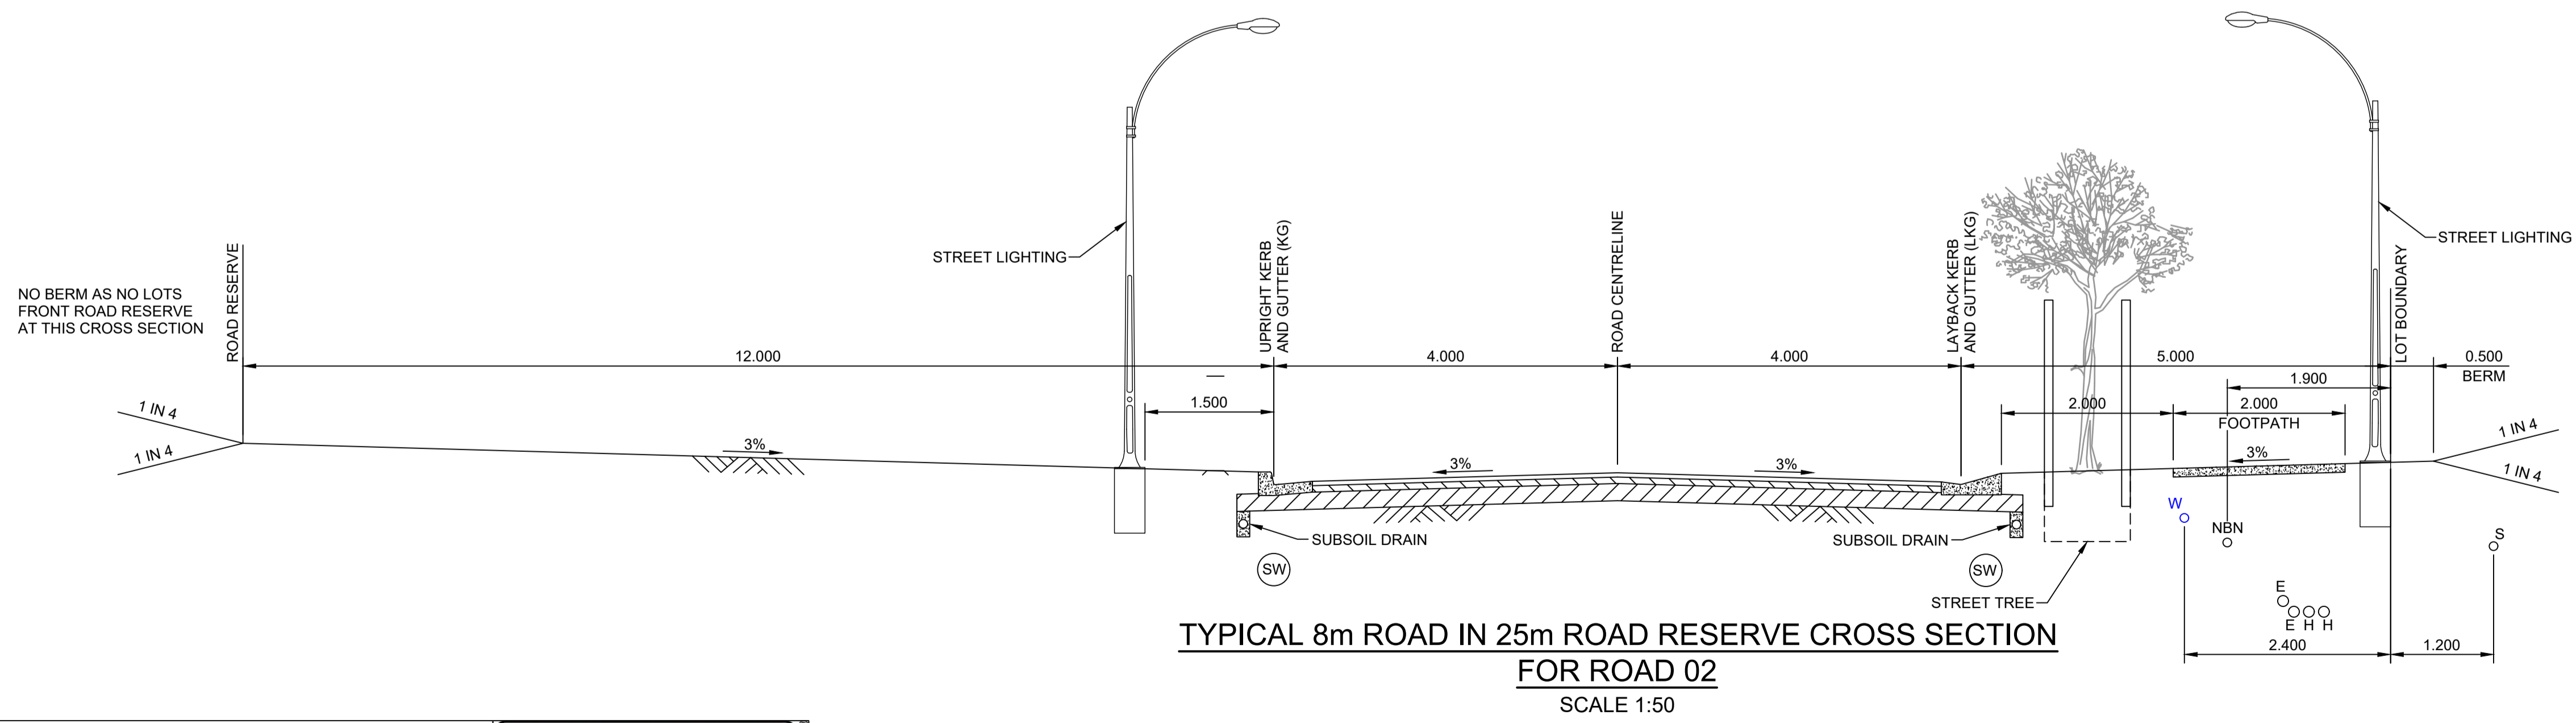 NO BERM AS NO LOTS
FRONT ROAD RESERVE
AT THIS CROSS SECTION
ROAD RESERVE
STREET LIGHTING
UPRIGHT KERB
AND GUTTER (KG)
ROAD CENTRELINE
LAYBACK KERB
AND GUTTER (LKG)
LOT BOUNDARY
STREET LIGHTING
12.000
4.000
4.000
5.000
0.500
BERM
1.900
1.500
2.000
2.000
FOOTPATH
1 IN 4
1 IN 4
3%
3%
3%
3%
1 IN 4
1 IN 4
W
NBN
S
SUBSOIL DRAIN
SUBSOIL DRAIN
SW
SW
STREET TREE
E
E H H
2.400
1.200
TYPICAL 8m ROAD IN 25m ROAD RESERVE CROSS SECTION
FOR ROAD 02
SCALE 1:50